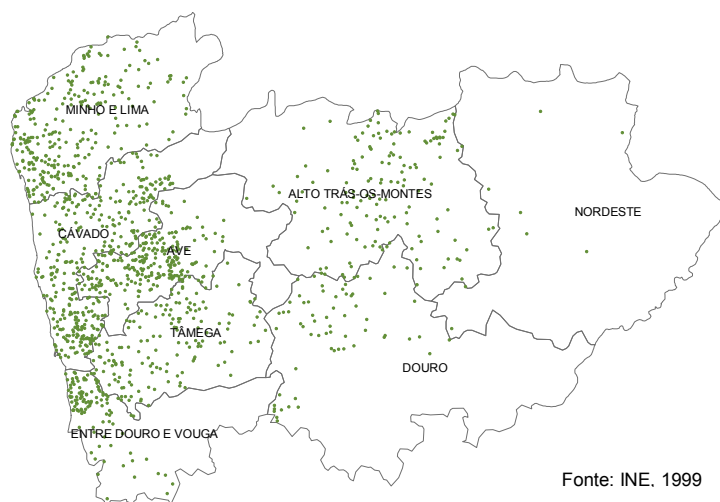 MINHO E LIMA
ALTO TRÁS-OS-MONTES
NORDESTE
CÁVADO
AVE
TÂMEGA
DOURO
ENTRE DOURO E VOUGA
Fonte: INE, 1999